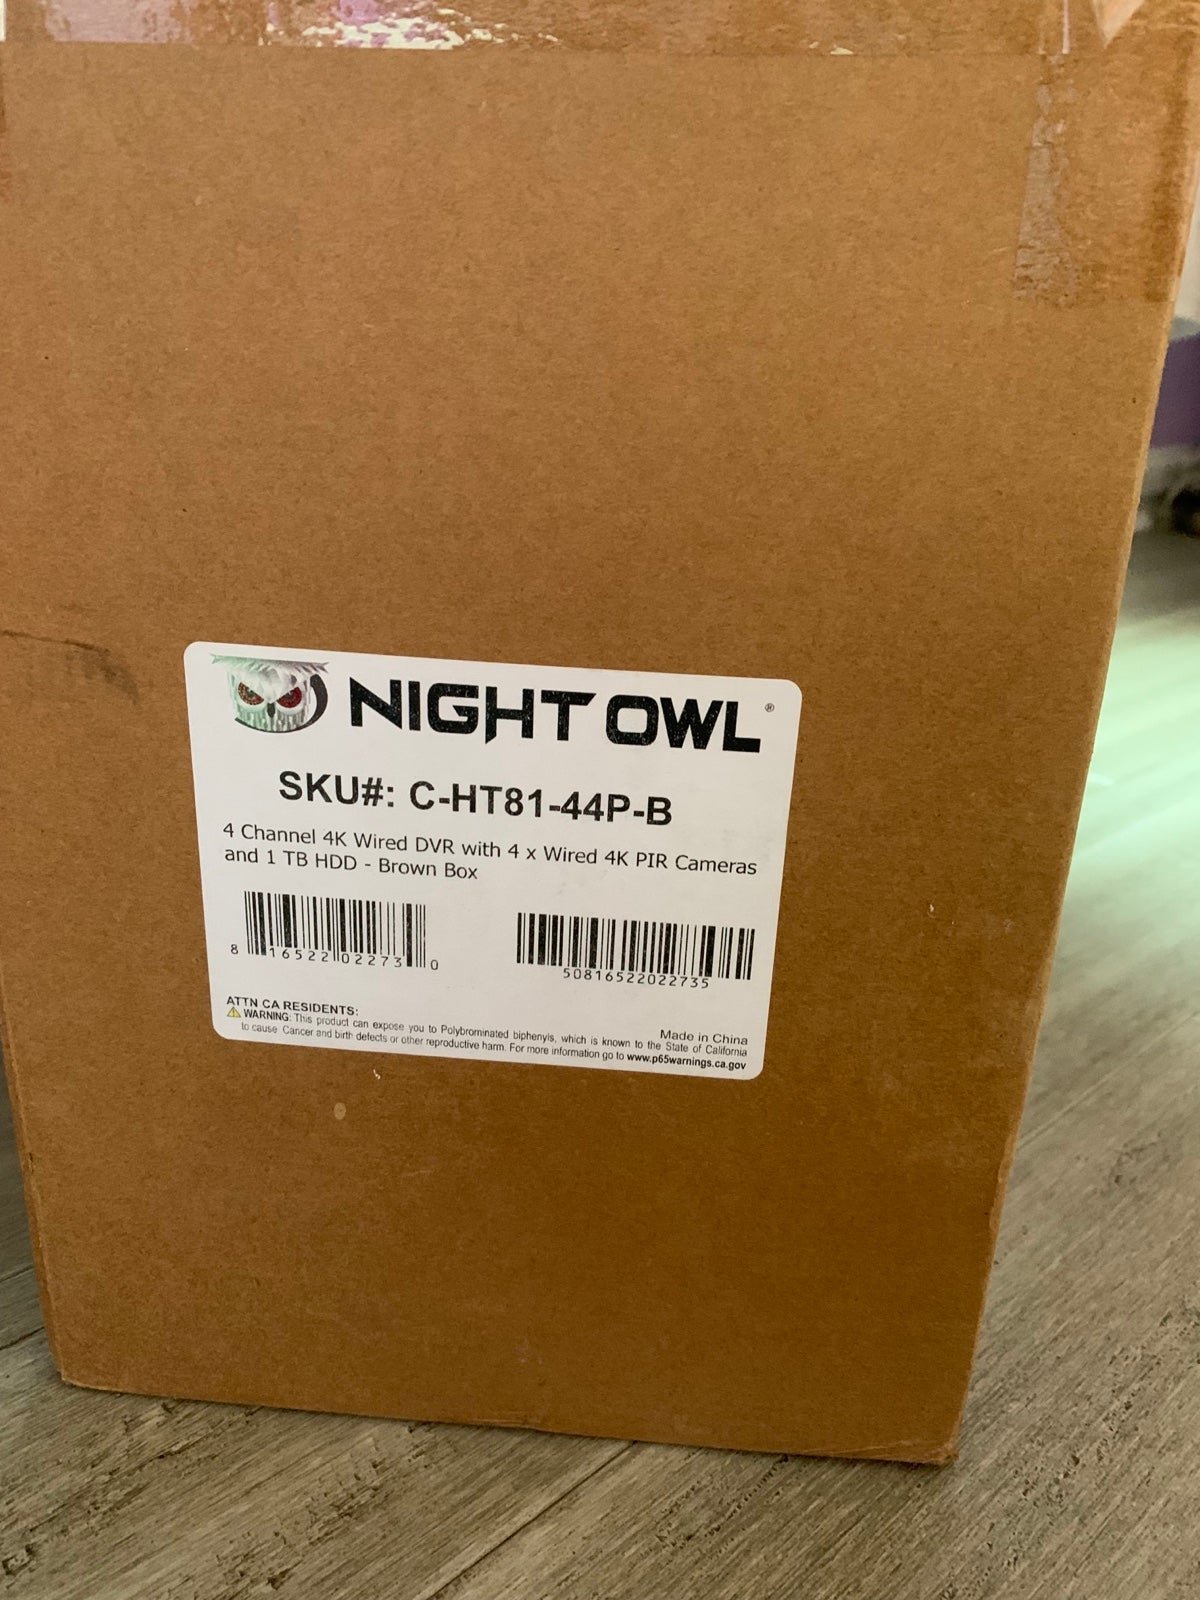 NIGHT OWL ®
SKU#: C-HT81-44P-B
4 Channel 4K Wired DVR with 4 x Wired 4K PIR Cameras
and 1 TB HDD - Brown Box
8 16522 02273 0
50816522022735
ATTN CA RESIDENTS:
Made in China
WARNING: This product can expose you to Polybrominated biphenyls, which is known to the State of California
to cause Cancer and birth defects or other reproductive harm. For more information go to www.p65warnings.ca.gov